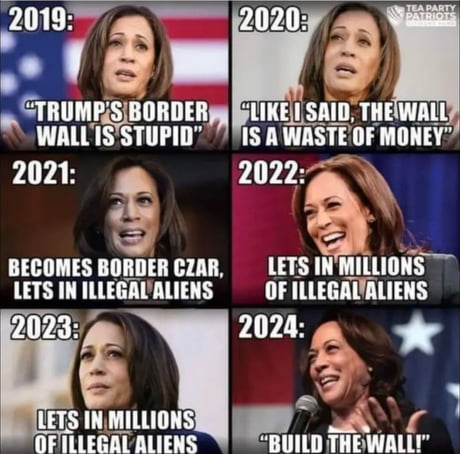 2019:
"TRUMP'S BORDER
WALL IS STUPID"
2020:
TEA PARTY
PATRIOTS
"LIKE I SAID, THE WALL
IS A WASTE OF MONEY"
2021:
BECOMES BORDER CZAR,
LETS IN ILLEGAL ALIENS
2022:
LETS IN MILLIONS
OF ILLEGAL ALIENS
2023:
LETS IN MILLIONS
OF ILLEGAL ALIENS
2024:
"BUILD THE WALL!"